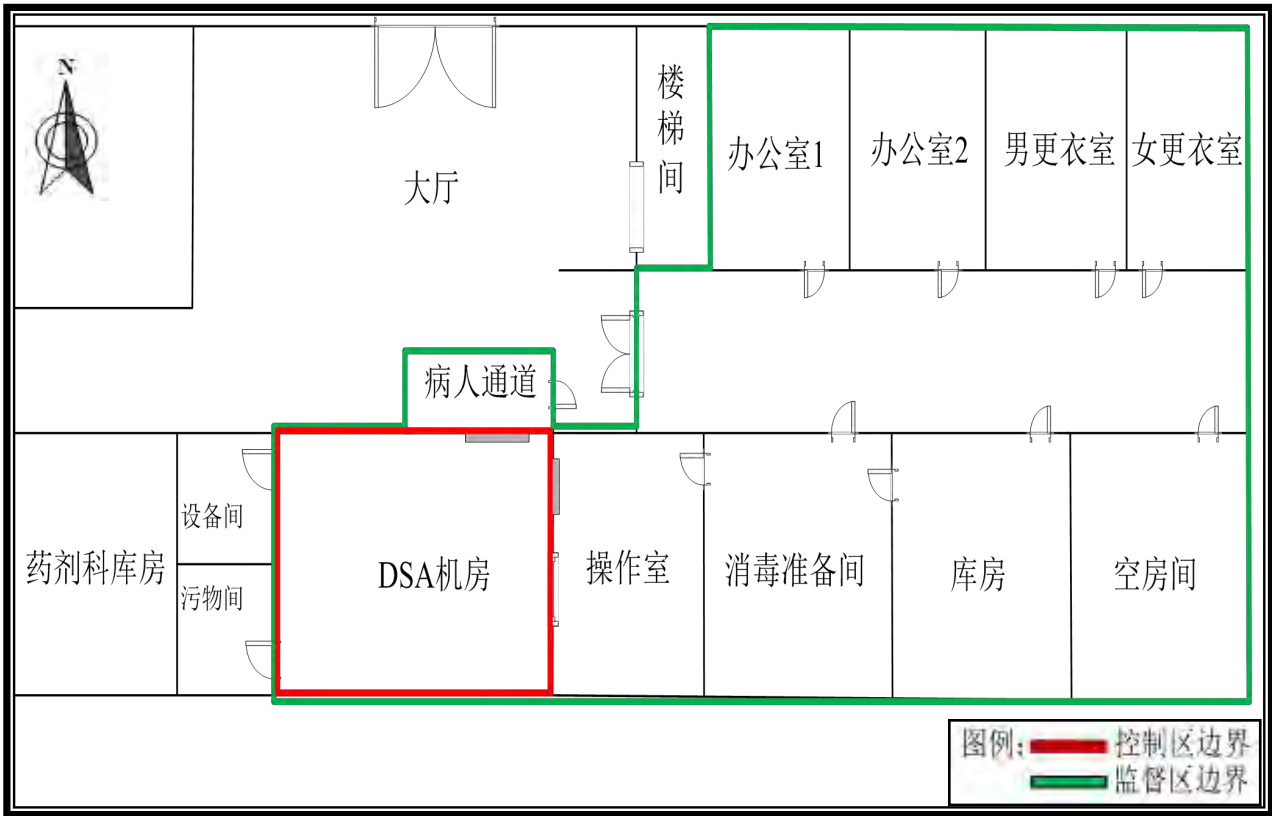 N
楼梯间
办公室1
办公室2
男更衣室
女更衣室
大厅
病人通道
设备间
药剂科库房
DSA机房
操作室
消毒准备间
库房
空房间
污物间
图例:
控制区边界
监督区边界